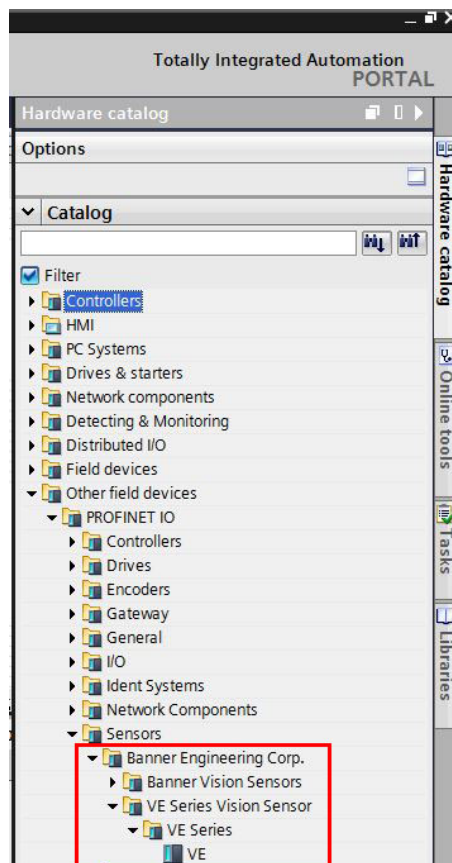 Totally Integrated Automation
PORTAL
Hardware catalog
Options
Catalog
Filter
Controllers
HMI
PC Systems
Drives & starters
Network components
Detecting & Monitoring
Distributed I/O
Field devices
Other field devices
PROFINET IO
Controllers
Drives
Encoders
Gateway
General
I/O
Ident Systems
Network Components
Sensors
Banner Engineering Corp.
Banner Vision Sensors
VE Series Vision Sensor
VE Series
VE
Hardware catalog
Online tools
Tasks
Libraries